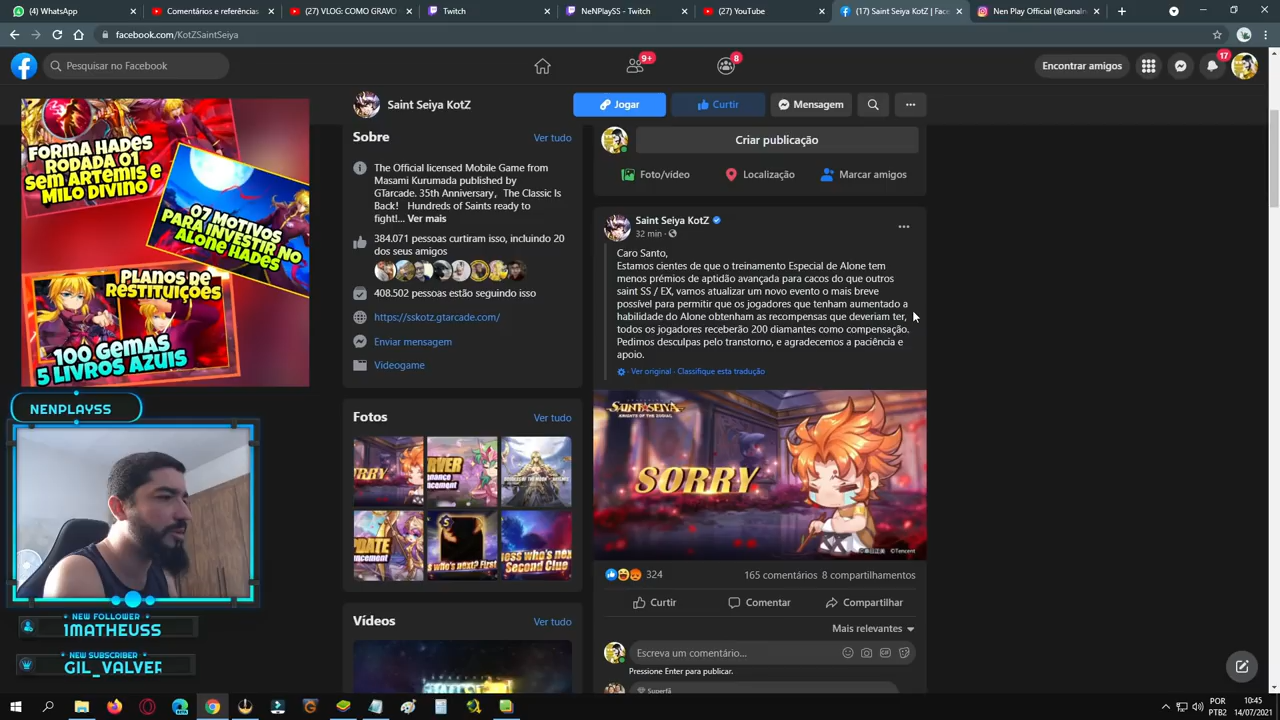 (4) WhatsApp
Comentários e referências
(27) VLOG: COMO GRAVO
Twitch
NeNPlaySS - Twitch
(27) YouTube
(17) Saint Seiya KotZ | Face
Nen Play Official (@canaln
facebook.com/KotZSaintSeiya
Pesquisar no Facebook
9+
8
Encontrar amigos
17
Saint Seiya KotZ
Jogar
Curtir
Mensagem
FORMA HADES
RODADA 01
SEM ARTEMIS E
MILO DIVINO
07 MOTIVOS
PARA INVESTIR NO
ALONE HADES
PLANOS DE
RESTITUIÇÕES
100 GEMAS
5 LIVROS AZUIS
NENPLAYSS
NEW FOLLOWER
1MATHEUSS
NEW SUBSCRIBER
GIL_VALVER
Sobre
Ver tudo
The Official licensed Mobile Game from
Masami Kurumada published by
GTarcade. 35th Anniversary, The Classic Is
Back! Hundreds of Saints ready to
fight!... Ver mais
384.071 pessoas curtiram isso, incluindo 20
dos seus amigos
408.502 pessoas estão seguindo isso
https://sskotz.gtarcade.com/
Enviar mensagem
Videogame
Fotos
Ver tudo
Vídeos
Ver tudo
Criar publicação
Foto/vídeo
Localização
Marcar amigos
Saint Seiya KotZ
32 min
Caro Santo,
Estamos cientes de que o treinamento Especial de Alone tem
menos prémios de aptidão avançada para cacos do que outros
saint SS / EX, vamos atualizar um novo evento o mais breve
possível para permitir que os jogadores que tenham aumentado a
habilidade do Alone obtenham as recompensas que deveriam ter,
todos os jogadores receberão 200 diamantes como compensação.
Pedimos desculpas pelo transtorno, e agradecemos a paciência e
apoio.
· Ver original · Classifique esta tradução
SAINT SEIYA
SORRY
©Tencent
324
165 comentários 8 compartilhamentos
Curtir
Comentar
Compartilhar
Mais relevantes
Escreva um comentário...
Pressione Enter para publicar.
Superfã
POR
PTB2
10:45
14/07/2021